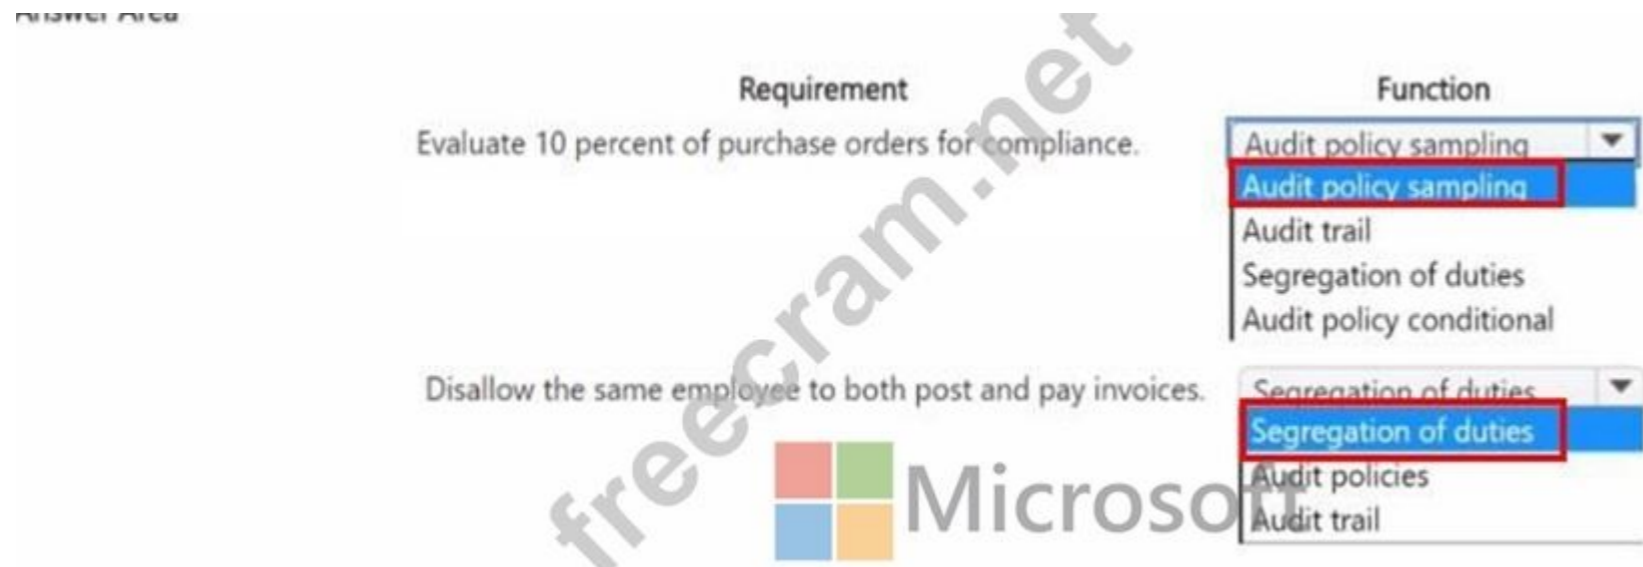 Answer Area
Requirement Function
Evaluate 10 percent of purchase orders for compliance. Audit policy sampling
Audit policy sampling
Audit trail
Segregation of duties
Audit policy conditional
Disallow the same employee to both post and pay invoices. Segregation of duties
Segregation of duties
Audit policies
Audit trail
Microsoft
freecram.net